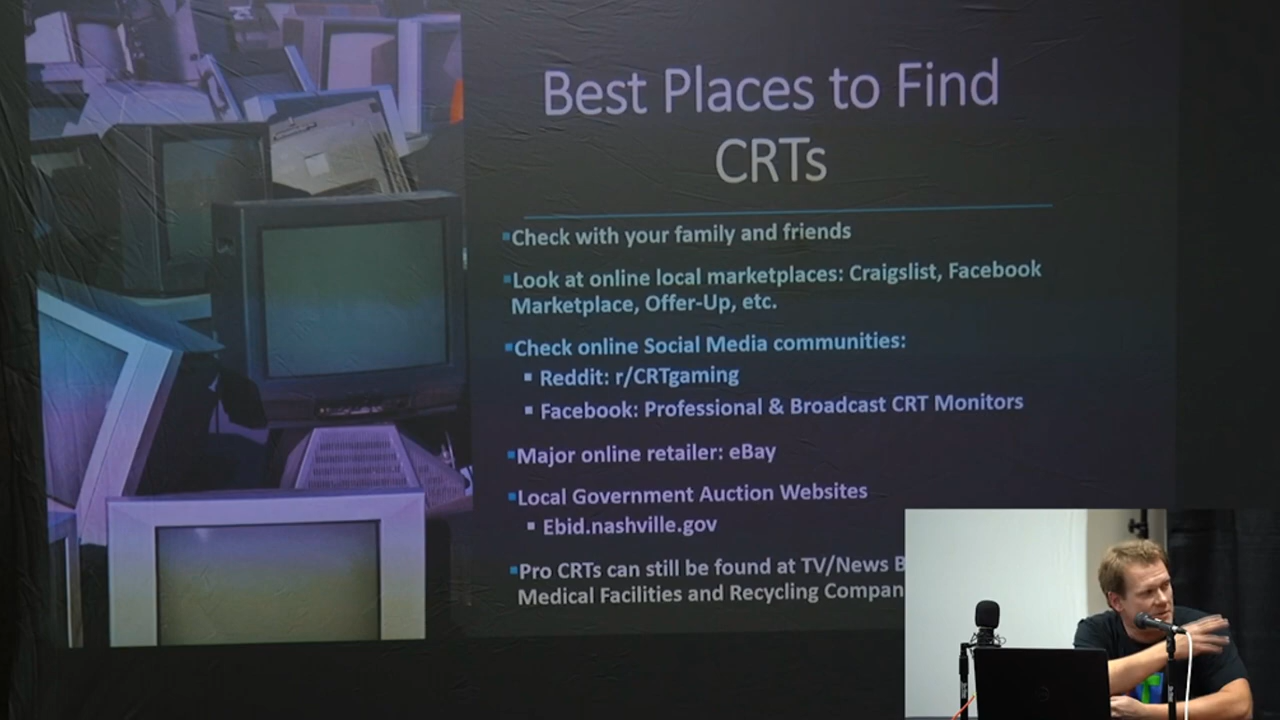 Best Places to Find
CRTs
Check with your family and friends
Look at online local marketplaces: Craigslist, Facebook
Marketplace, Offer-Up, etc.
Check online Social Media communities:
Reddit: r/CRTgaming
Facebook: Professional & Broadcast CRT Monitors
Major online retailer: eBay
Local Government Auction Websites
Ebid.nashville.gov
Pro CRTs can still be found at TV/News B
Medical Facilities and Recycling Compan